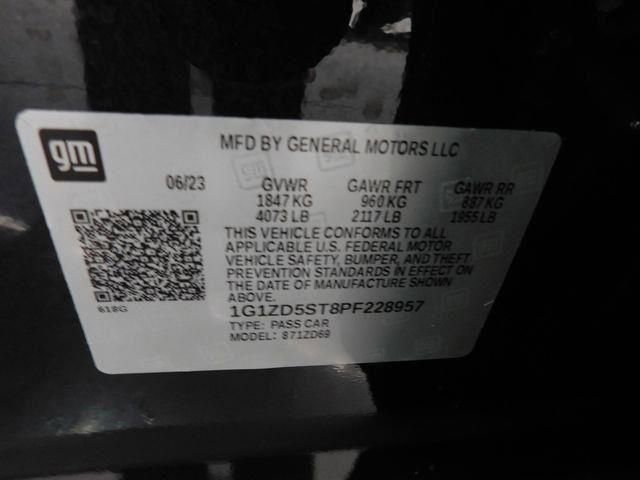 gm
MFD BY GENERAL MOTORS LLC
06/23 GVWR GAWR FRT GAWR RR
1847 KG 960 KG 887 KG
4073 LB 2117 LB 1955 LB
THIS VEHICLE CONFORMS TO ALL
APPLICABLE U.S. FEDERAL MOTOR
VEHICLE SAFETY, BUMPER, AND THEFT
PREVENTION STANDARDS IN EFFECT ON
THE DATE OF MANUFACTURE SHOWN
ABOVE.
618G
1G1ZD5ST8PF228957
TYPE: PASS CAR
MODEL: 871ZD69